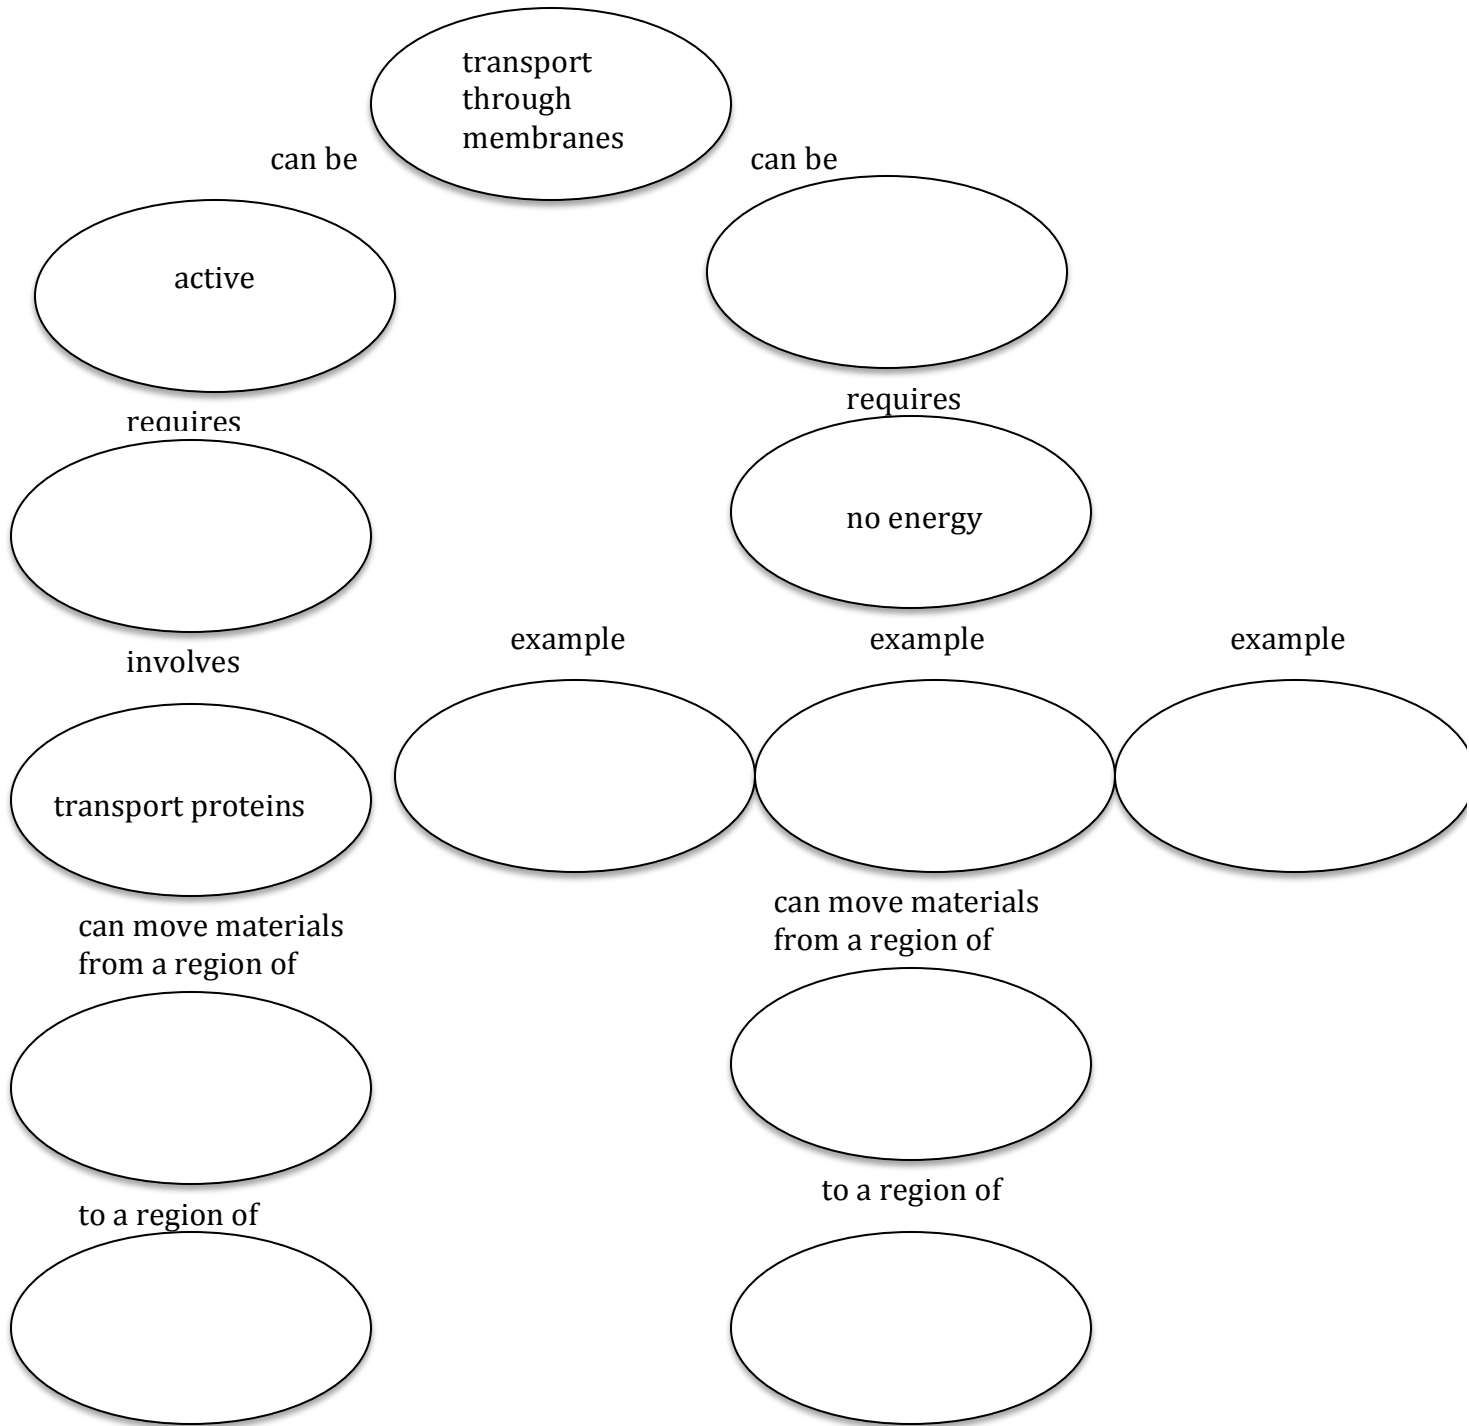 transport
through
membranes
can be
can be
active
requires
requires
no energy
involves
example
example
example
transport proteins
can move materials
from a region of
can move materials
from a region of
to a region of
to a region of